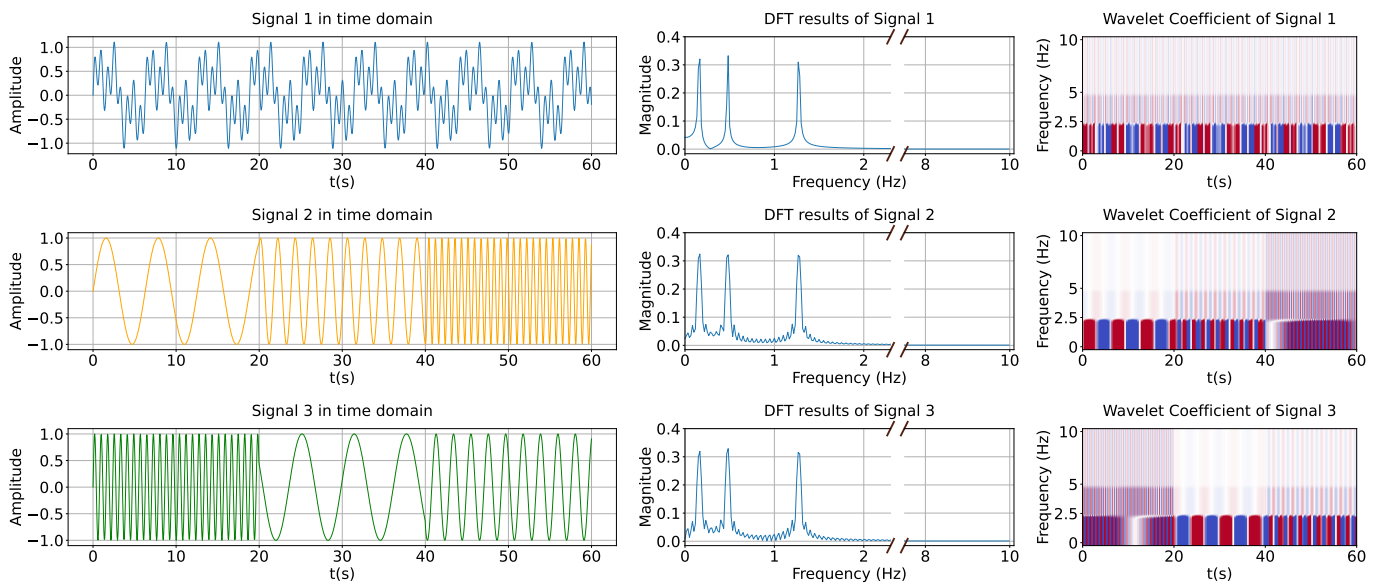 Signal 1 in time domain
Amplitude
1.0
0.5
0.0
−0.5
−1.0
0 10 20 30 40 50 60
t(s)
DFT results of Signal 1
Magnitude
0.4
0.3
0.2
0.1
0.0
0 1 2 8 10
Frequency (Hz)
Wavelet Coefficient of Signal 1
Frequency (Hz)
10
5
2.5
0
0 20 40 60
t(s)
Signal 2 in time domain
Amplitude
1.0
0.5
0.0
−0.5
−1.0
0 10 20 30 40 50 60
t(s)
DFT results of Signal 2
Magnitude
0.4
0.3
0.2
0.1
0.0
0 1 2 8 10
Frequency (Hz)
Wavelet Coefficient of Signal 2
Frequency (Hz)
10
5
2.5
0
0 20 40 60
t(s)
Signal 3 in time domain
Amplitude
1.0
0.5
0.0
−0.5
−1.0
0 10 20 30 40 50 60
t(s)
DFT results of Signal 3
Magnitude
0.4
0.3
0.2
0.1
0.0
0 1 2 8 10
Frequency (Hz)
Wavelet Coefficient of Signal 3
Frequency (Hz)
10
5
2.5
0
0 20 40 60
t(s)